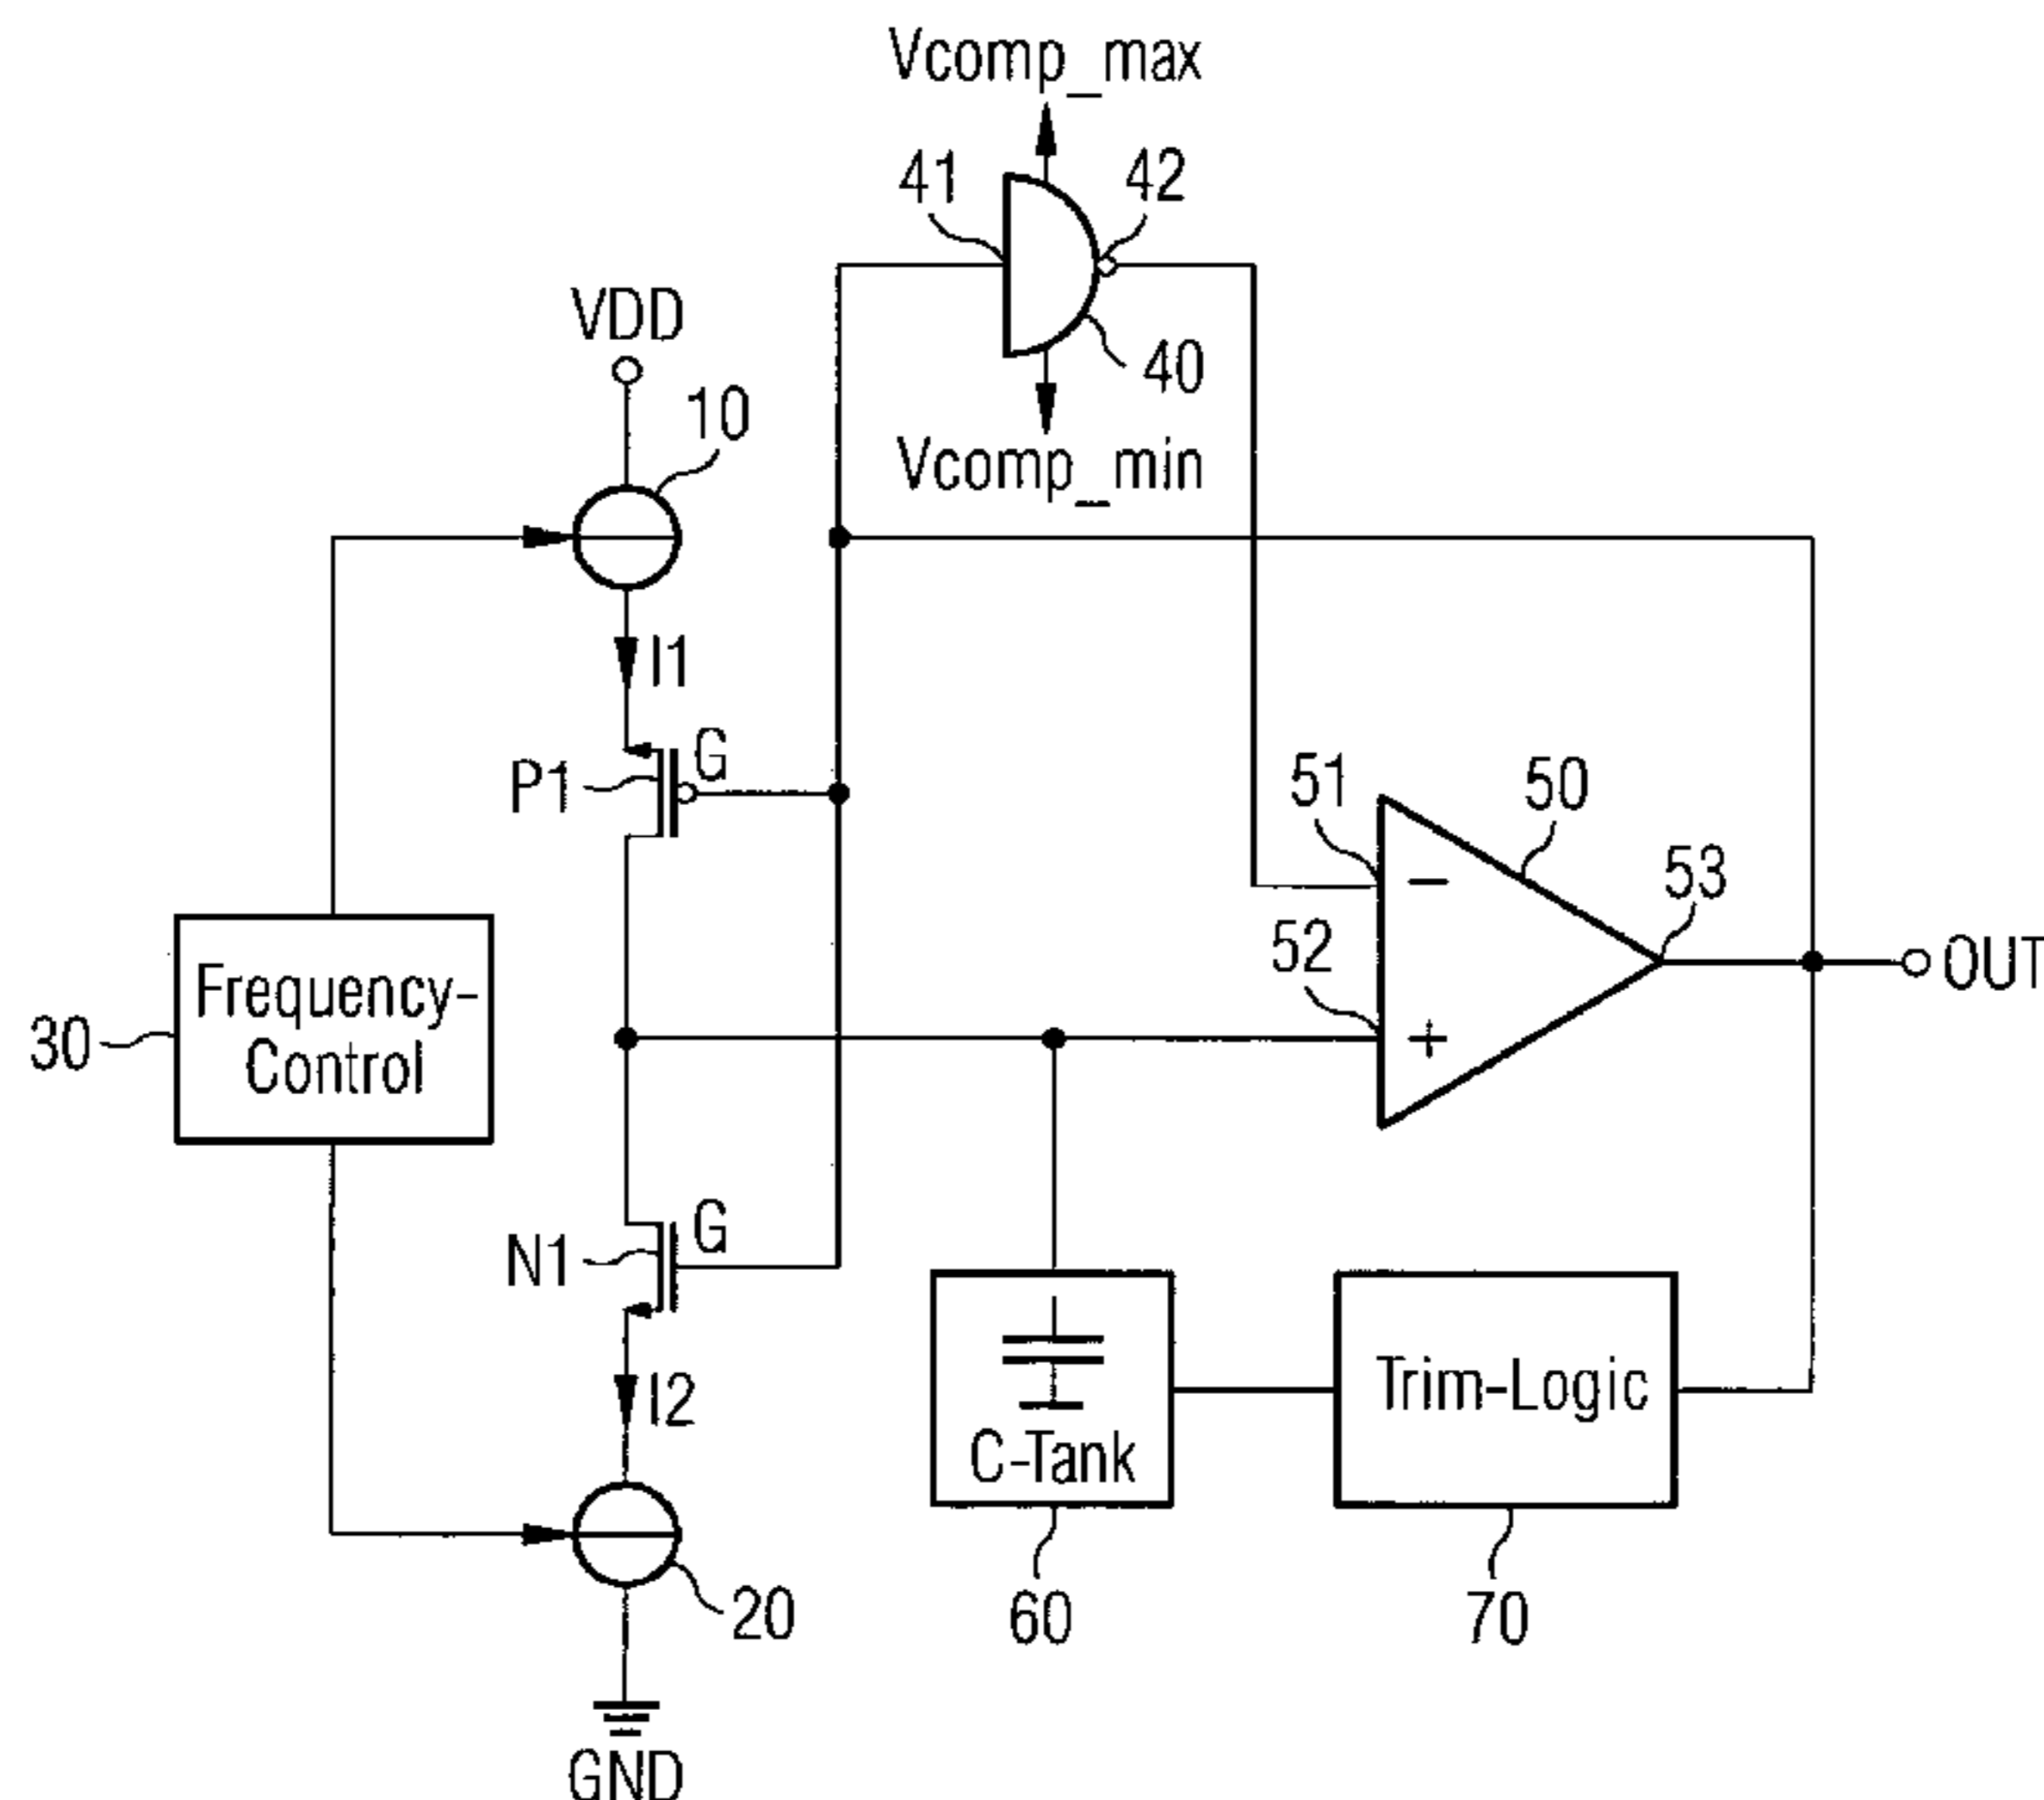 Vcomp_max
41
42
40
Vcomp_min
VDD
10
I1
P1
G
51
50
53
52
-
+
OUT
30
Frequency-
Control
N1
G
I2
C-Tank
Trim-Logic
20
60
70
GND